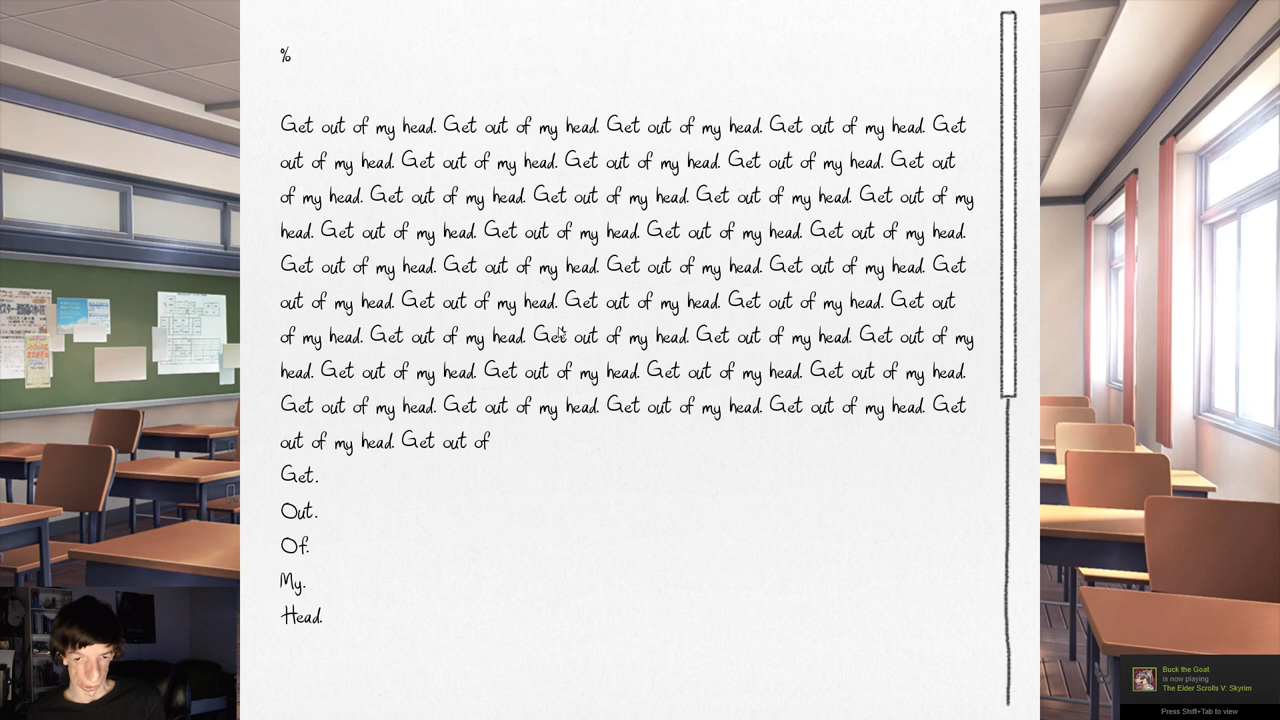 %
Get out of my head. Get out of my head. Get out of my head. Get out of my head. Get
out of my head. Get out of my head. Get out of my head. Get out of my head. Get out
of my head. Get out of my head. Get out of my head. Get out of my head. Get out of my
head. Get out of my head. Get out of my head. Get out of my head. Get out of my head.
Get out of my head. Get out of my head. Get out of my head. Get out of my head. Get
out of my head. Get out of my head. Get out of my head. Get out of my head. Get out
of my head. Get out of my head. Get out of my head. Get out of my head. Get out of my
head. Get out of my head. Get out of my head. Get out of my head. Get out of my head.
Get out of my head. Get out of my head. Get out of my head. Get out of my head. Get
out of my head. Get out of
Get.
Out.
Of.
My.
Head.
Buck the Goat
is now playing
The Elder Scrolls V: Skyrim
Press Shift+Tab to view